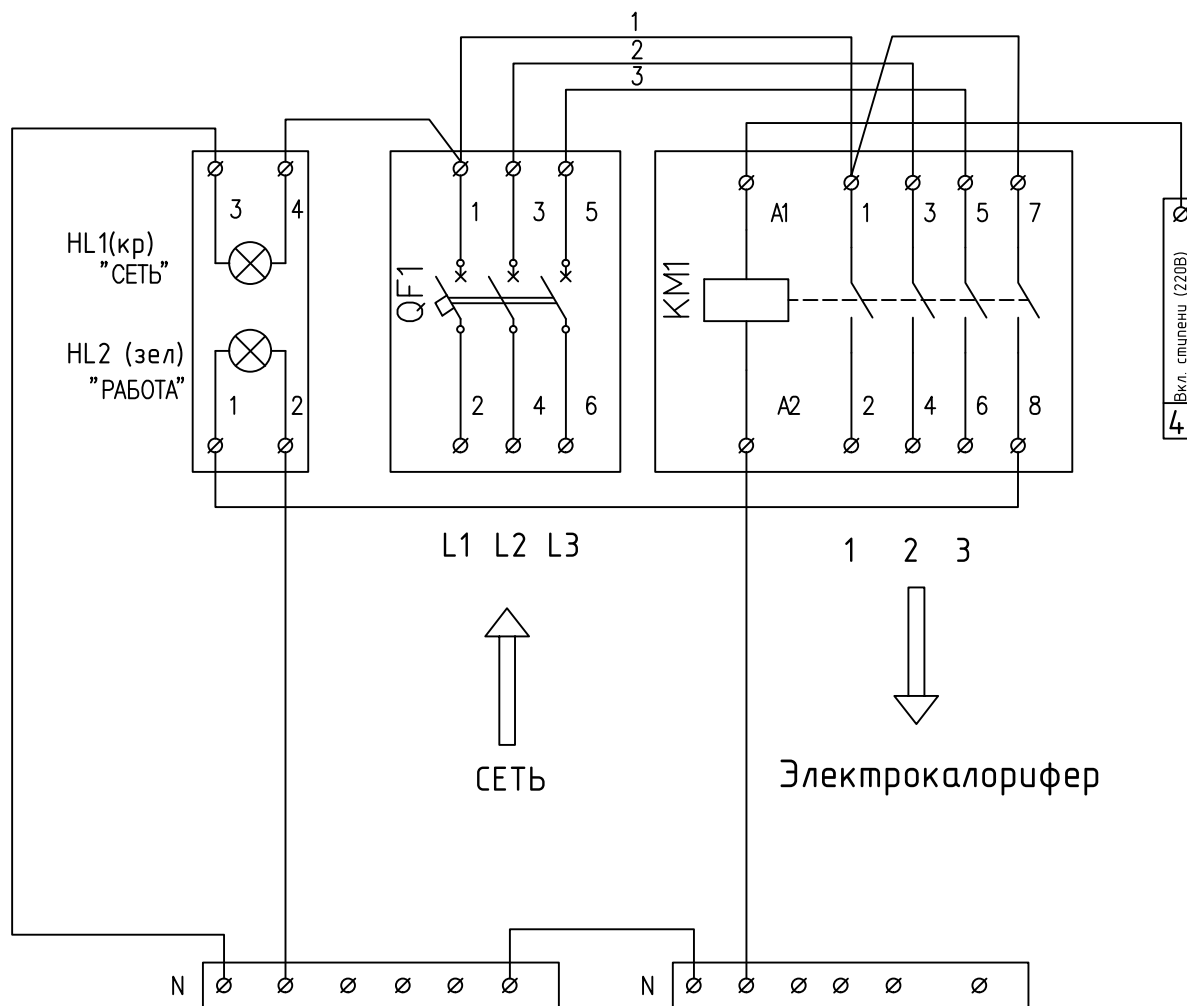 1
2
3
3 4
HL1(кр)
"СЕТЬ"
HL2 (зел)
"РАБОТА"
1 2
1 3 5
QF1
2 4 6
A1 1 3 5 7
KM1
A2 2 4 6 8
Вкл. ступени (220В)
4
L1 L2 L3
1 2 3
СЕТЬ
Электрокалорифер
N
N